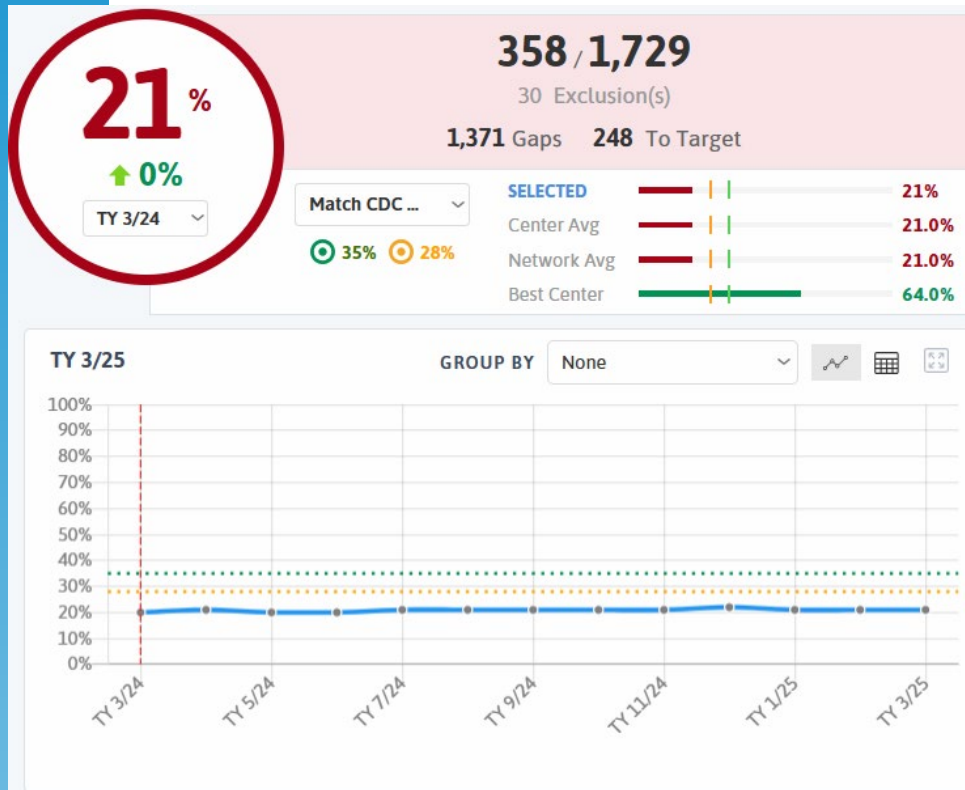 21%
0%
TY 3/24
358 / 1,729
30 Exclusion(s)
1,371 Gaps 248 To Target
Match CDC ...
35% 28%
SELECTED 21%
Center Avg 21.0%
Network Avg 21.0%
Best Center 64.0%
TY 3/25
GROUP BY None
100%
90%
80%
70%
60%
50%
40%
30%
20%
10%
0%
TY 3/24 TY 5/24 TY 7/24 TY 9/24 TY 11/24 TY 1/25 TY 3/25